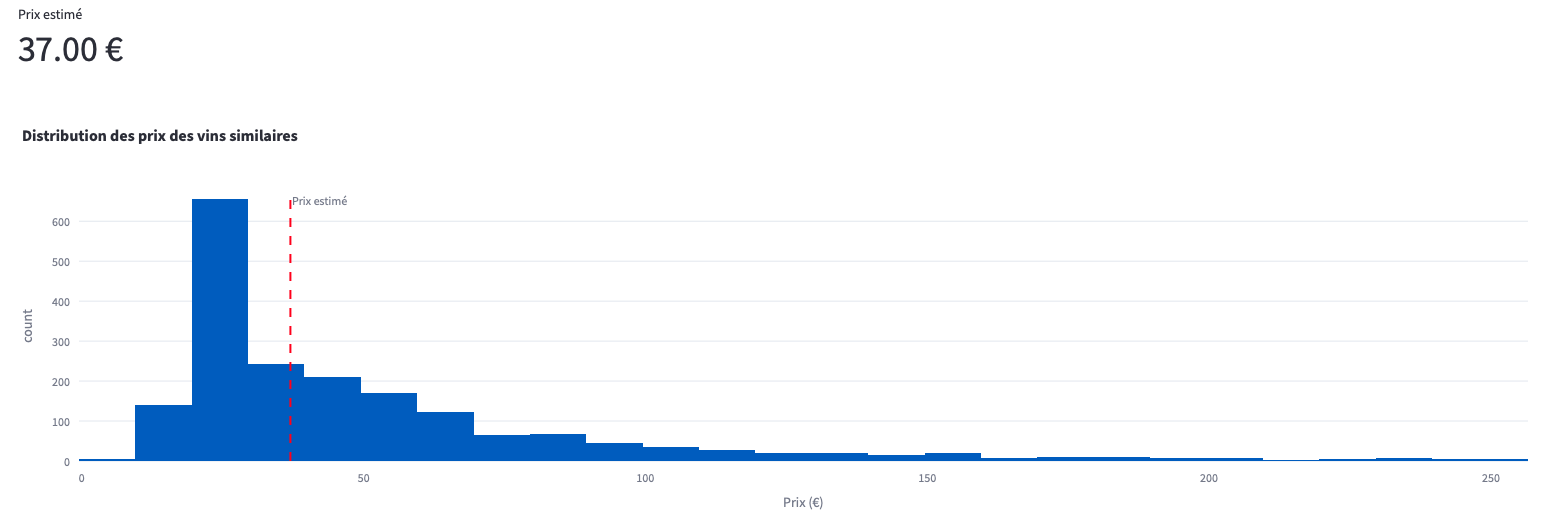 Prix estimé
37.00 €
Distribution des prix des vins similaires
Prix estimé
count
600
500
400
300
200
100
0
0
50
100
150
200
250
Prix (€)